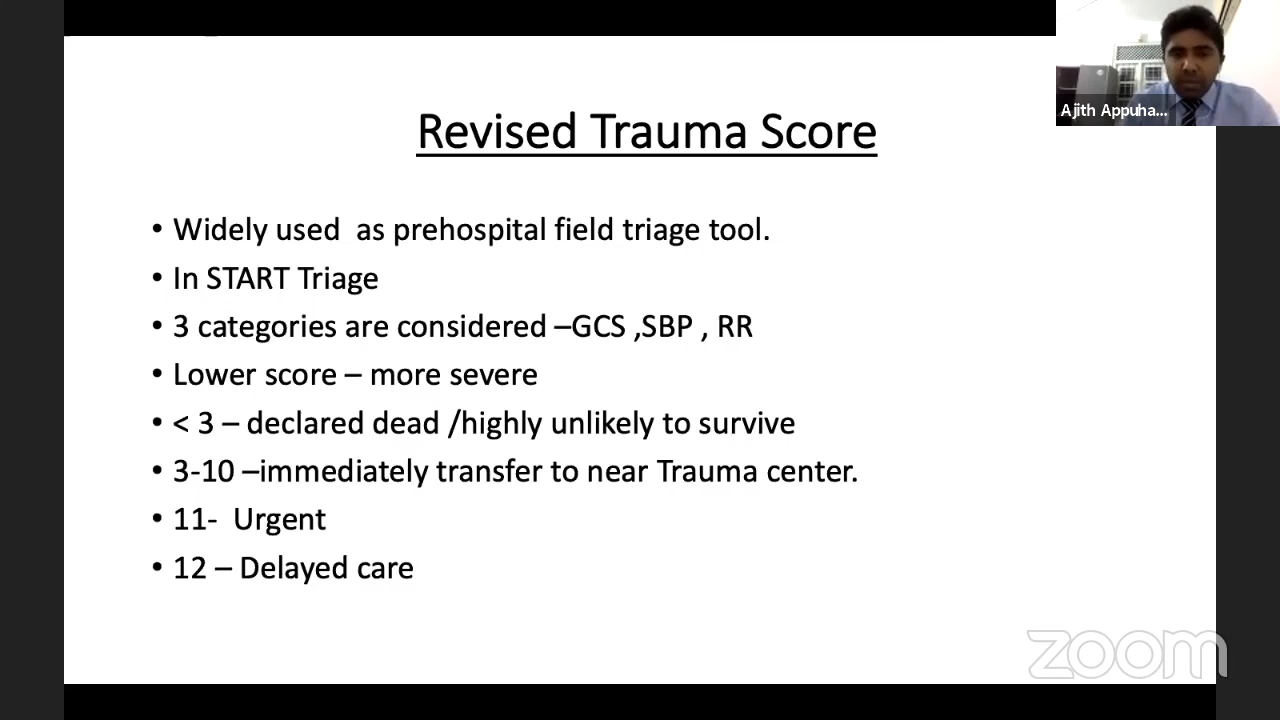 Ajith Appuha...
Revised Trauma Score
• Widely used as prehospital field triage tool.
• In START Triage
• 3 categories are considered –GCS ,SBP , RR
• Lower score – more severe
• < 3 – declared dead /highly unlikely to survive
• 3-10 –immediately transfer to near Trauma center.
• 11- Urgent
• 12 – Delayed care
zoom